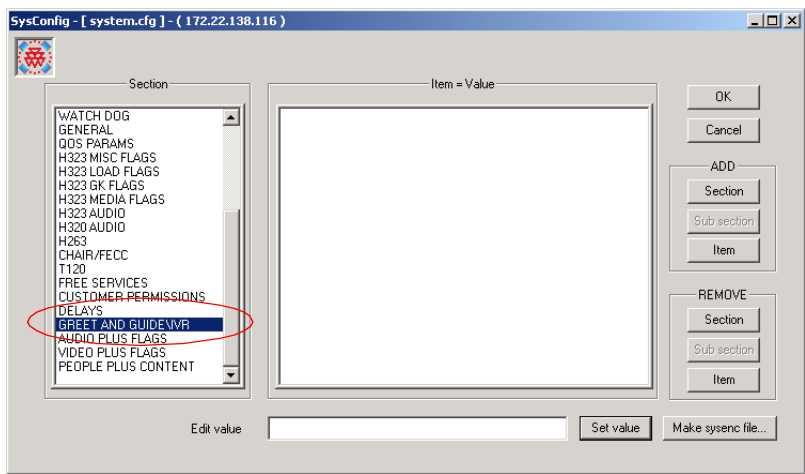 SysConfig - [ system.cfg ] - ( 172.22.138.116 )
Section
WATCH DOG
GENERAL
QOS PARAMS
H323 MISC FLAGS
H323 LOAD FLAGS
H323 GK FLAGS
H323 MEDIA FLAGS
H323 AUDIO
H320 AUDIO
H263
CHAIR/FECC
T120
FREE SERVICES
CUSTOMER PERMISSIONS
DELAYS
GREET AND GUIDE\IVR
AUDIO PLUS FLAGS
VIDEO PLUS FLAGS
PEOPLE PLUS CONTENT
Item = Value
OK
Cancel
ADD
Section
Sub section
Item
REMOVE
Section
Sub section
Item
Edit value
Set value
Make sysenc file...